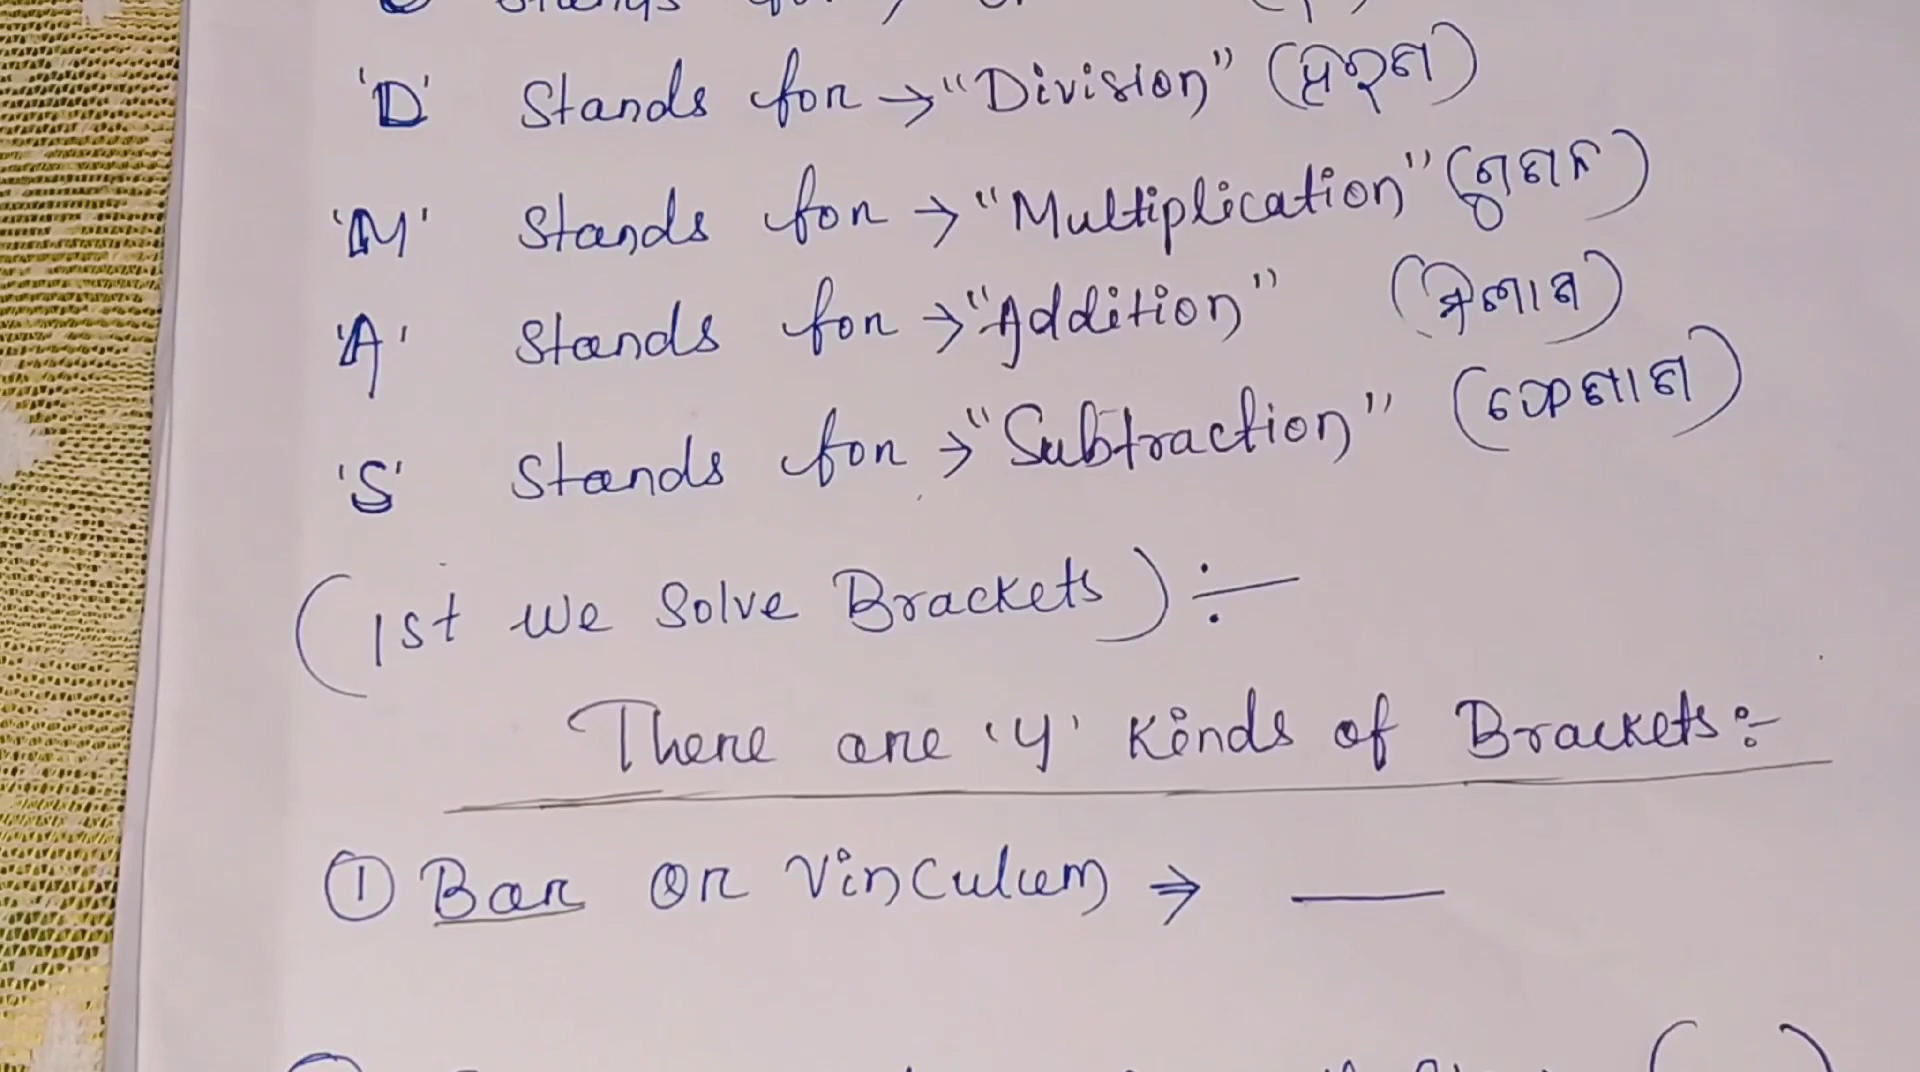 'D' Stands for → "Division" (ହରଣ)
'M' Stands for → "Multiplication" (ଗୁଣନ)
'A' Stands for → "Addition" (ମିଶାଣ)
'S' Stands for → "Subtraction" (ଫେଣାଣ)
(1st we Solve Brackets) :-
There are '4' Kinds of Brackets :-
① Bar Or Vinculum → —